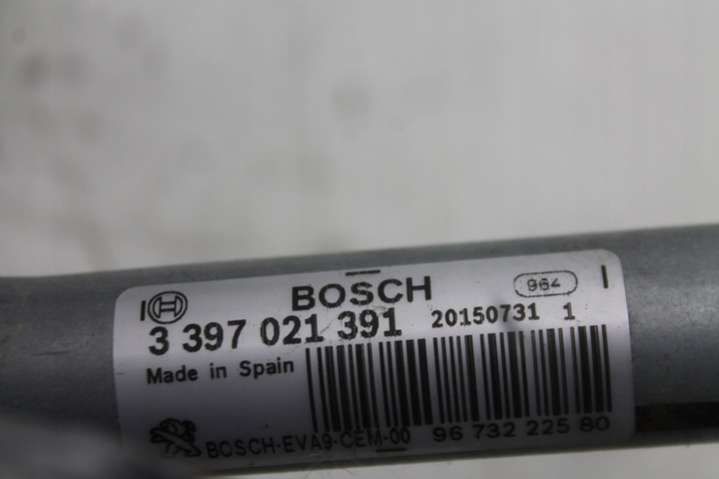 BOSCH 964
3 397 021 391 20150731 1
Made in Spain
BOSCH-EVA9-CEM-00 96 732 225 80